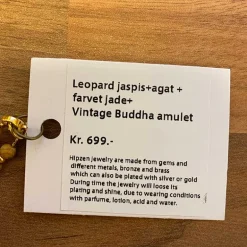 Leopard jaspis+agat +
farvet jade+
Vintage Buddha amulet
Kr. 699.-
Hipzen jewelry are made from gems and
different metals, bronze and brass
which can also be plated with silver or gold
During time the jewelry will loose its
plating and shine, due to wearing conditions
with parfume, lotion, acid and water.